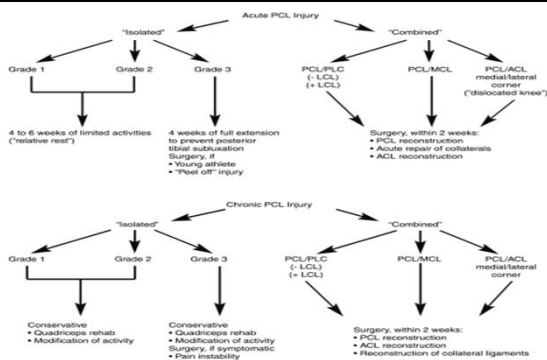 Acute PCL Injury
"Isolated"
"Combined"
Grade 1
Grade 2
Grade 3
PCL/PLC
(- LCL)
(+ LCL)
PCL/MCL
PCL/ACL
medial/lateral
corner
("dislocated knee")
4 to 6 weeks of limited activities
("relative rest")
4 weeks of full extension
to prevent posterior
tibial subluxation
Surgery, if
• Young athlete
• "Peel off" injury
Surgery, within 2 weeks:
• PCL reconstruction
• Acute repair of collaterals
• ACL reconstruction
Chronic PCL Injury
"Isolated"
"Combined"
Grade 1
Grade 2
Grade 3
PCL/PLC
(- LCL)
(+ LCL)
PCL/MCL
PCL/ACL
medial/lateral
corner
Conservative
• Quadriceps rehab
• Modification of activity
Conservative
• Quadriceps rehab
• Modification of activity
Surgery, if symptomatic
• Pain instability
Surgery, within 2 weeks:
• PCL reconstruction
• ACL reconstruction
• Reconstruction of collateral ligaments